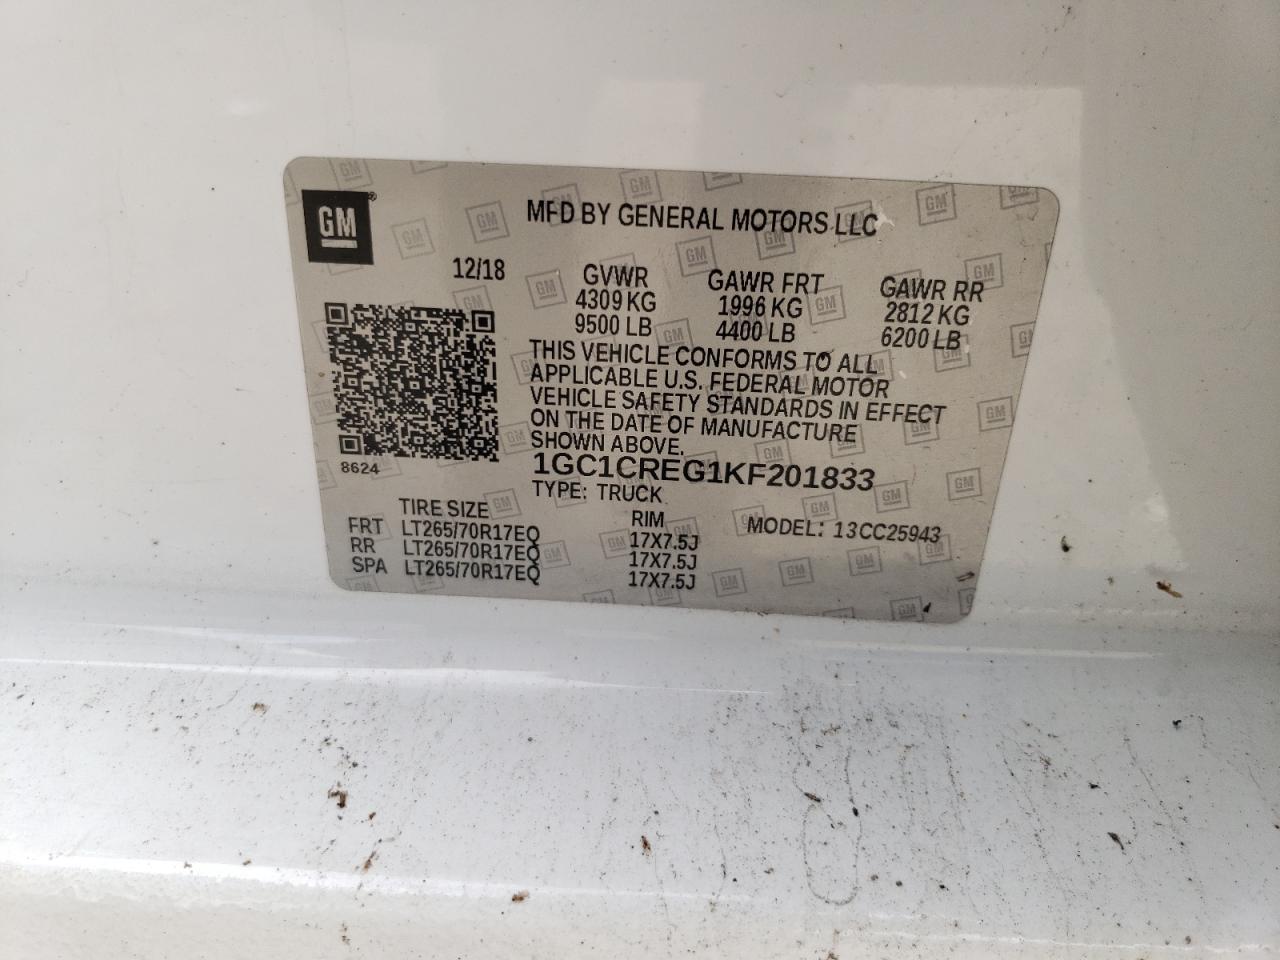 GM®
MFD BY GENERAL MOTORS LLC
12/18
GVWR GAWR FRT GAWR RR
4309 KG 1996 KG 2812 KG
9500 LB 4400 LB 6200 LB
THIS VEHICLE CONFORMS TO ALL
APPLICABLE U.S. FEDERAL MOTOR
VEHICLE SAFETY STANDARDS IN EFFECT
ON THE DATE OF MANUFACTURE
SHOWN ABOVE.
8624
1GC1CREG1KF201833
TYPE: TRUCK
TIRE SIZE RIM MODEL: 13CC25943
FRT LT265/70R17EQ 17X7.5J
RR LT265/70R17EQ 17X7.5J
SPA LT265/70R17EQ 17X7.5J